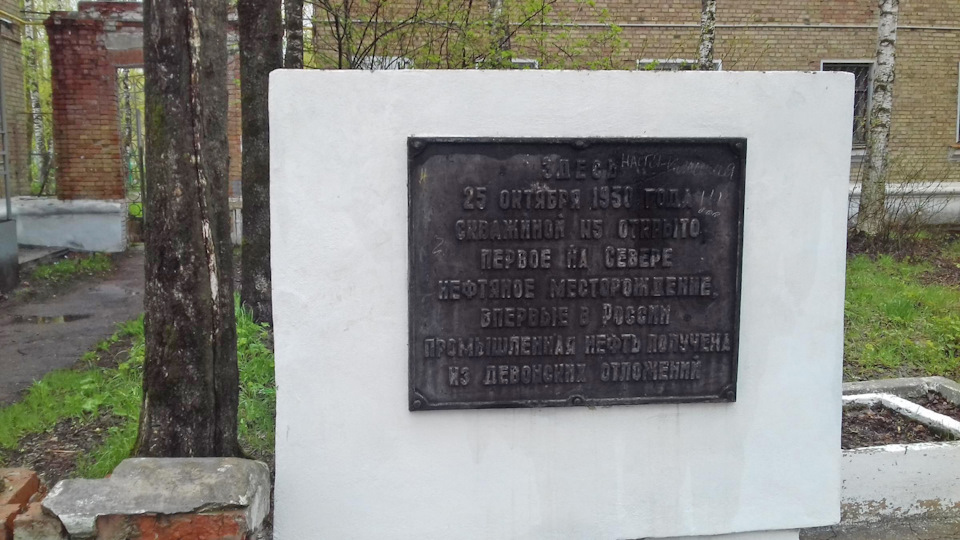 ЗДЕСЬ
25 ОКТЯБРЯ 1930 ГОДА
СКВАЖИНОЙ №5 ОТКРЫТО
ПЕРВОЕ НА СЕВЕРЕ
НЕФТЯНОЕ МЕСТОРОЖДЕНИЕ.
ВПЕРВЫЕ В РОССИИ
ПРОМЫШЛЕННАЯ НЕФТЬ ПОЛУЧЕНА
ИЗ ДЕВОНСКИХ ОТЛОЖЕНИЙ